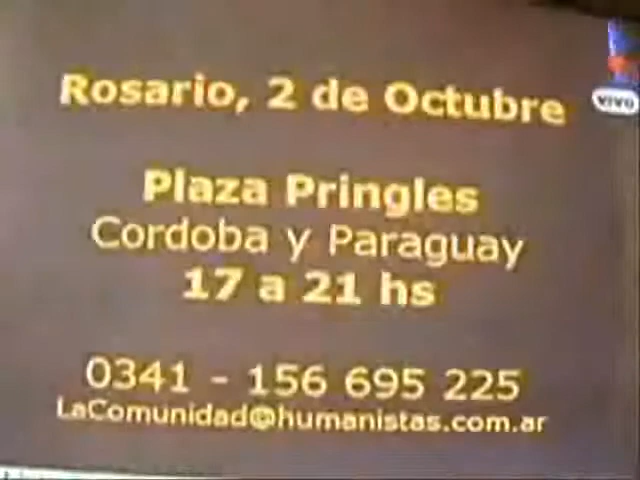 Rosario, 2 de Octubre
VIVO
Plaza Pringles
Cordoba y Paraguay
17 a 21 hs
0341 - 156 695 225
LaComunidad@humanistas.com.ar